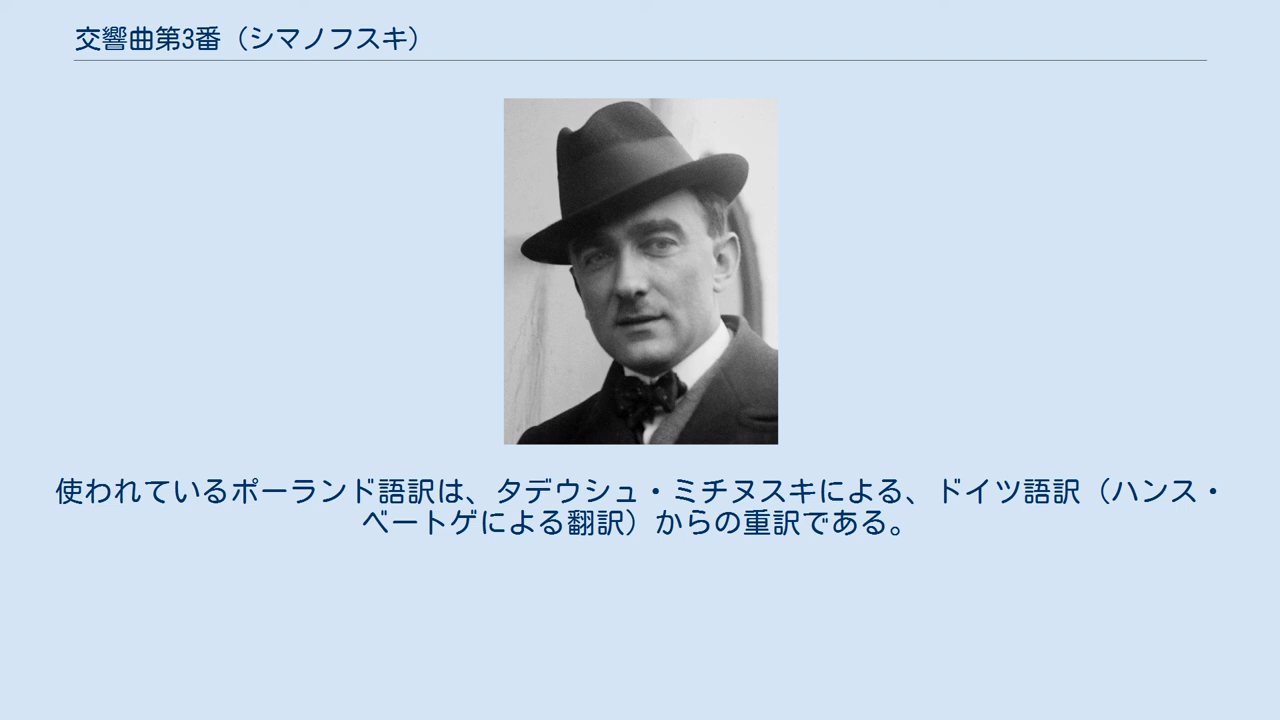 交響曲第3番（シマノフスキ）
使われているポーランド語訳は、タデウシュ・ミチヌスキによる、ドイツ語訳（ハンス・
ベートゲによる翻訳）からの重訳である。